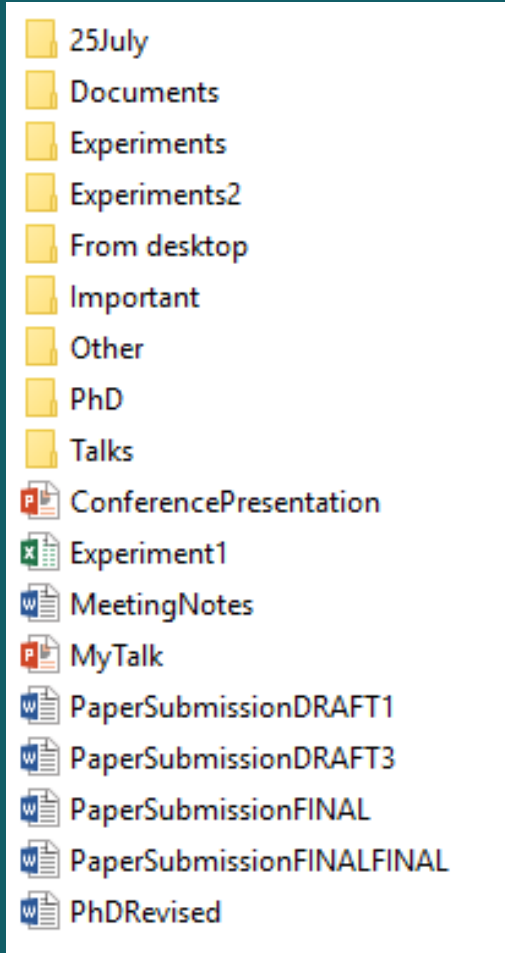 25July
Documents
Experiments
Experiments2
From desktop
Important
Other
PhD
Talks
ConferencePresentation
Experiment1
MeetingNotes
MyTalk
PaperSubmissionDRAFT1
PaperSubmissionDRAFT3
PaperSubmissionFINAL
PaperSubmissionFINALFINAL
PhDRevised